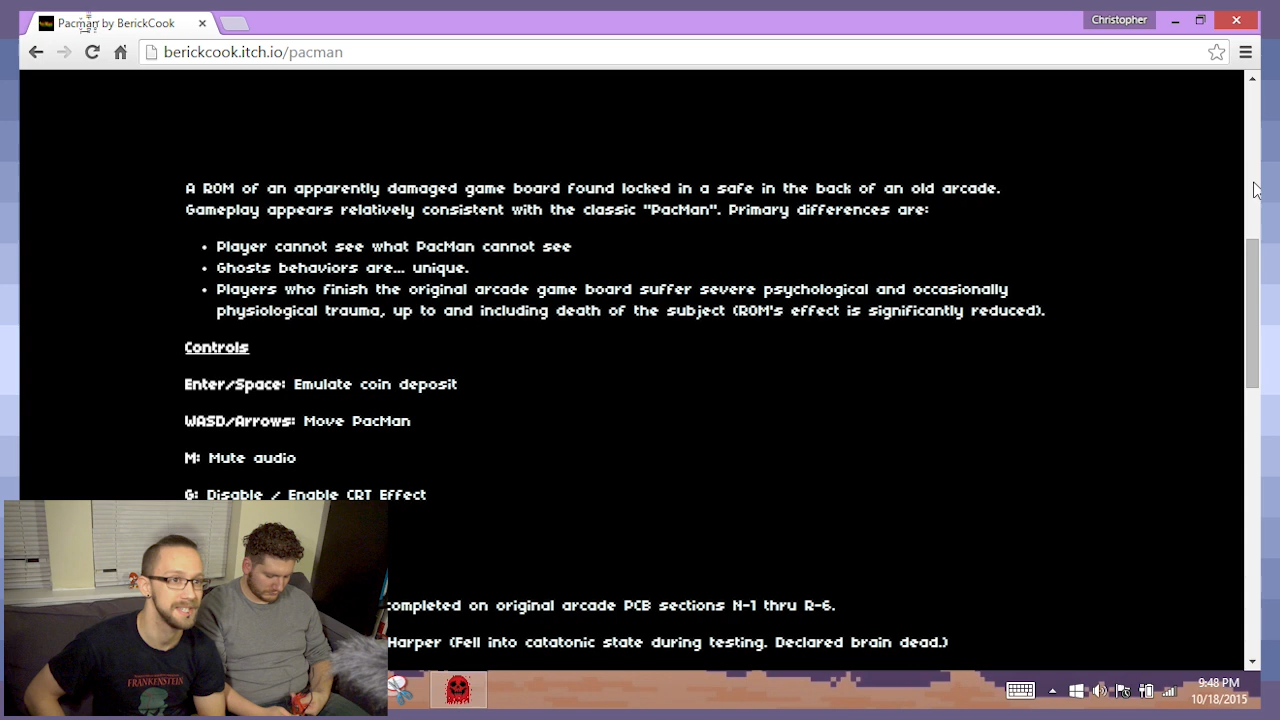 Pacman by BerickCook
Christopher
berickcook.itch.io/pacman
A ROM of an apparently damaged game board found locked in a safe in the back of an old arcade.
Gameplay appears relatively consistent with the classic "PacMan". Primary differences are:
• Player cannot see what PacMan cannot see
• Ghosts behaviors are... unique.
• Players who finish the original arcade game board suffer severe psychological and occasionally
physiological trauma, up to and including death of the subject (ROM's effect is significantly reduced).
Controls
Enter/Space: Emulate coin deposit
WASD/Arrows: Move PacMan
M: Mute audio
G: Disable / Enable CRT Effect
completed on original arcade PCB sections N-1 thru R-6.
Harper (Fell into catatonic state during testing. Declared brain dead.)
FRANKENSTEIN
9:48 PM
10/18/2015